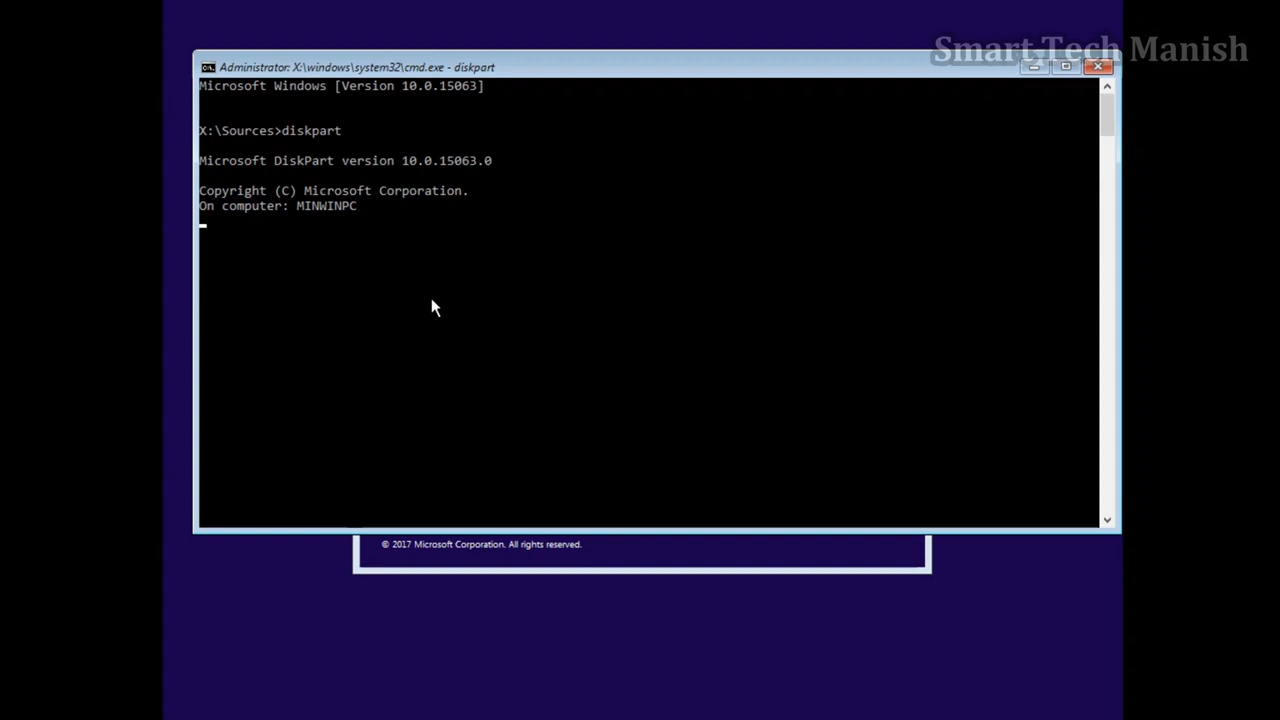 Smart Tech Manish
Administrator: X:\windows\system32\cmd.exe - diskpart
Microsoft Windows [Version 10.0.15063]
X:\Sources>diskpart
Microsoft DiskPart version 10.0.15063.0
Copyright (C) Microsoft Corporation.
On computer: MINWINPC
© 2017 Microsoft Corporation. All rights reserved.